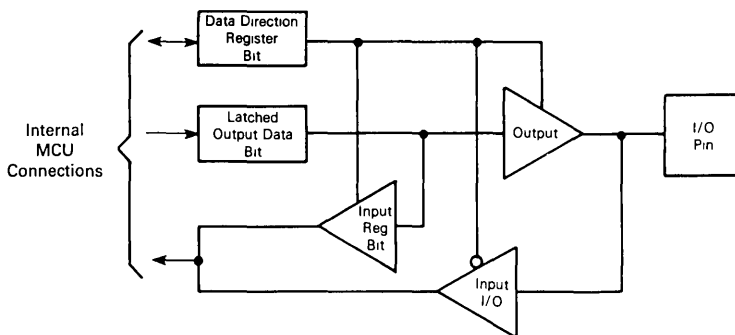 Data Direction
Register
Bit
Latched
Output Data
Bit
Output
I/O
Pin
Internal
MCU
Connections
Input
Reg
Bit
Input
I/O